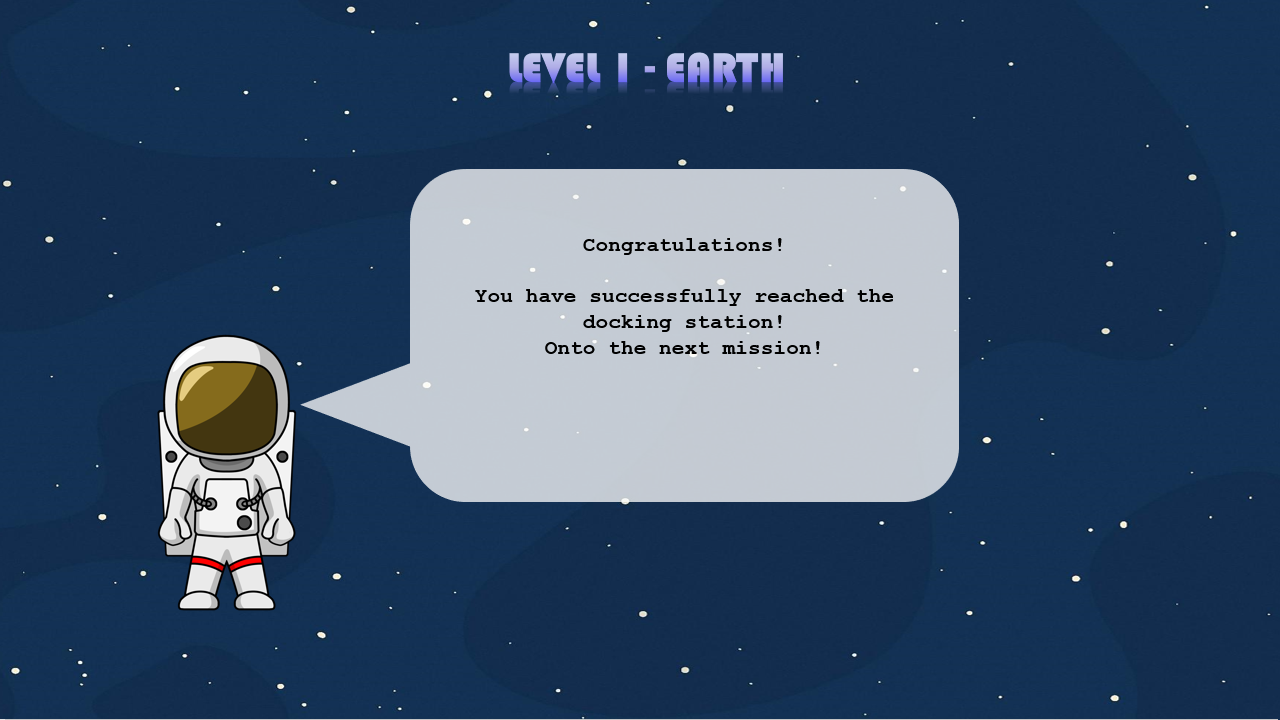 LEVEL 1 - EARTH
Congratulations!
You have successfully reached the
docking station!
Onto the next mission!